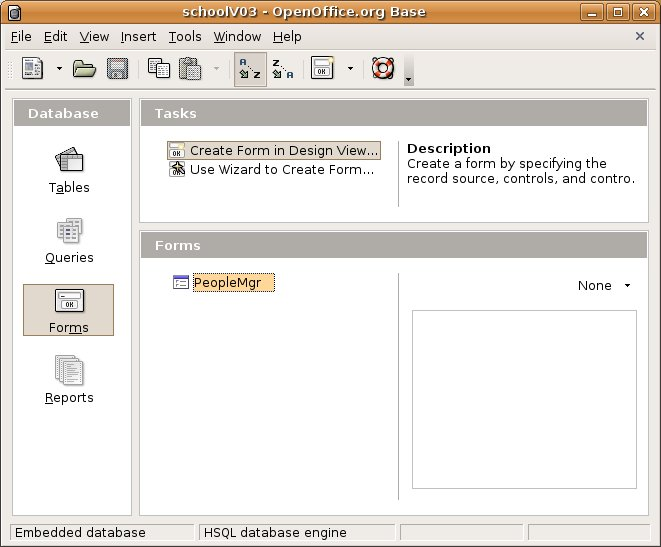 schoolV03 - OpenOffice.org Base
File Edit View Insert Tools Window Help
Database
Tables
Queries
Forms
Reports
Tasks
Create Form in Design View...
Use Wizard to Create Form...
Description
Create a form by specifying the
record source, controls, and contro.
Forms
PeopleMgr
None
Embedded database
HSQL database engine